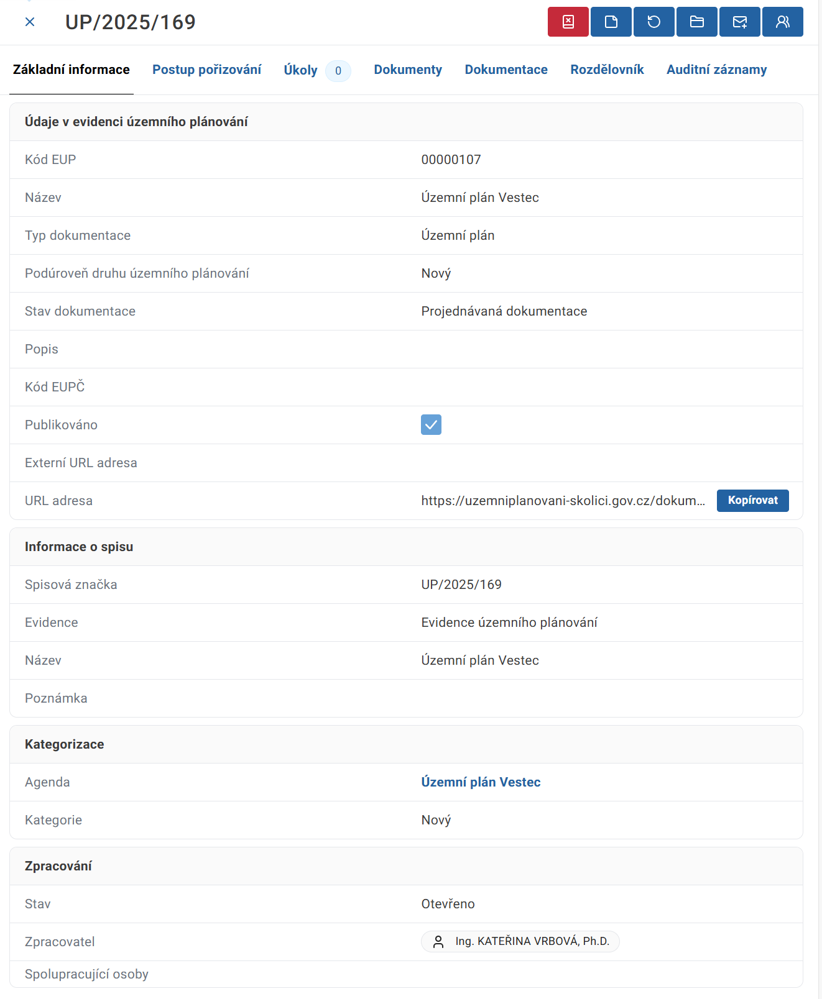 UP/2025/169
Základní informace Postup pořizování Úkoly 0 Dokumenty Dokumentace Rozdělovník Auditní záznamy
Údaje v evidenci územního plánování
Kód EUP 00000107
Název Územní plán Vestec
Typ dokumentace Územní plán
Podúroveň druhu územního plánování Nový
Stav dokumentace Projednávaná dokumentace
Popis
Kód EUPČ
Publikováno
Externí URL adresa
URL adresa https://uzemniplanovani-skolici.gov.cz/dokum... Kopírovat
Informace o spisu
Spisová značka UP/2025/169
Evidence Evidence územního plánování
Název Územní plán Vestec
Poznámka
Kategorizace
Agenda Územní plán Vestec
Kategorie Nový
Zpracování
Stav Otevřeno
Zpracovatel Ing. KATEŘINA VRBOVÁ, Ph.D.
Spolupracující osoby